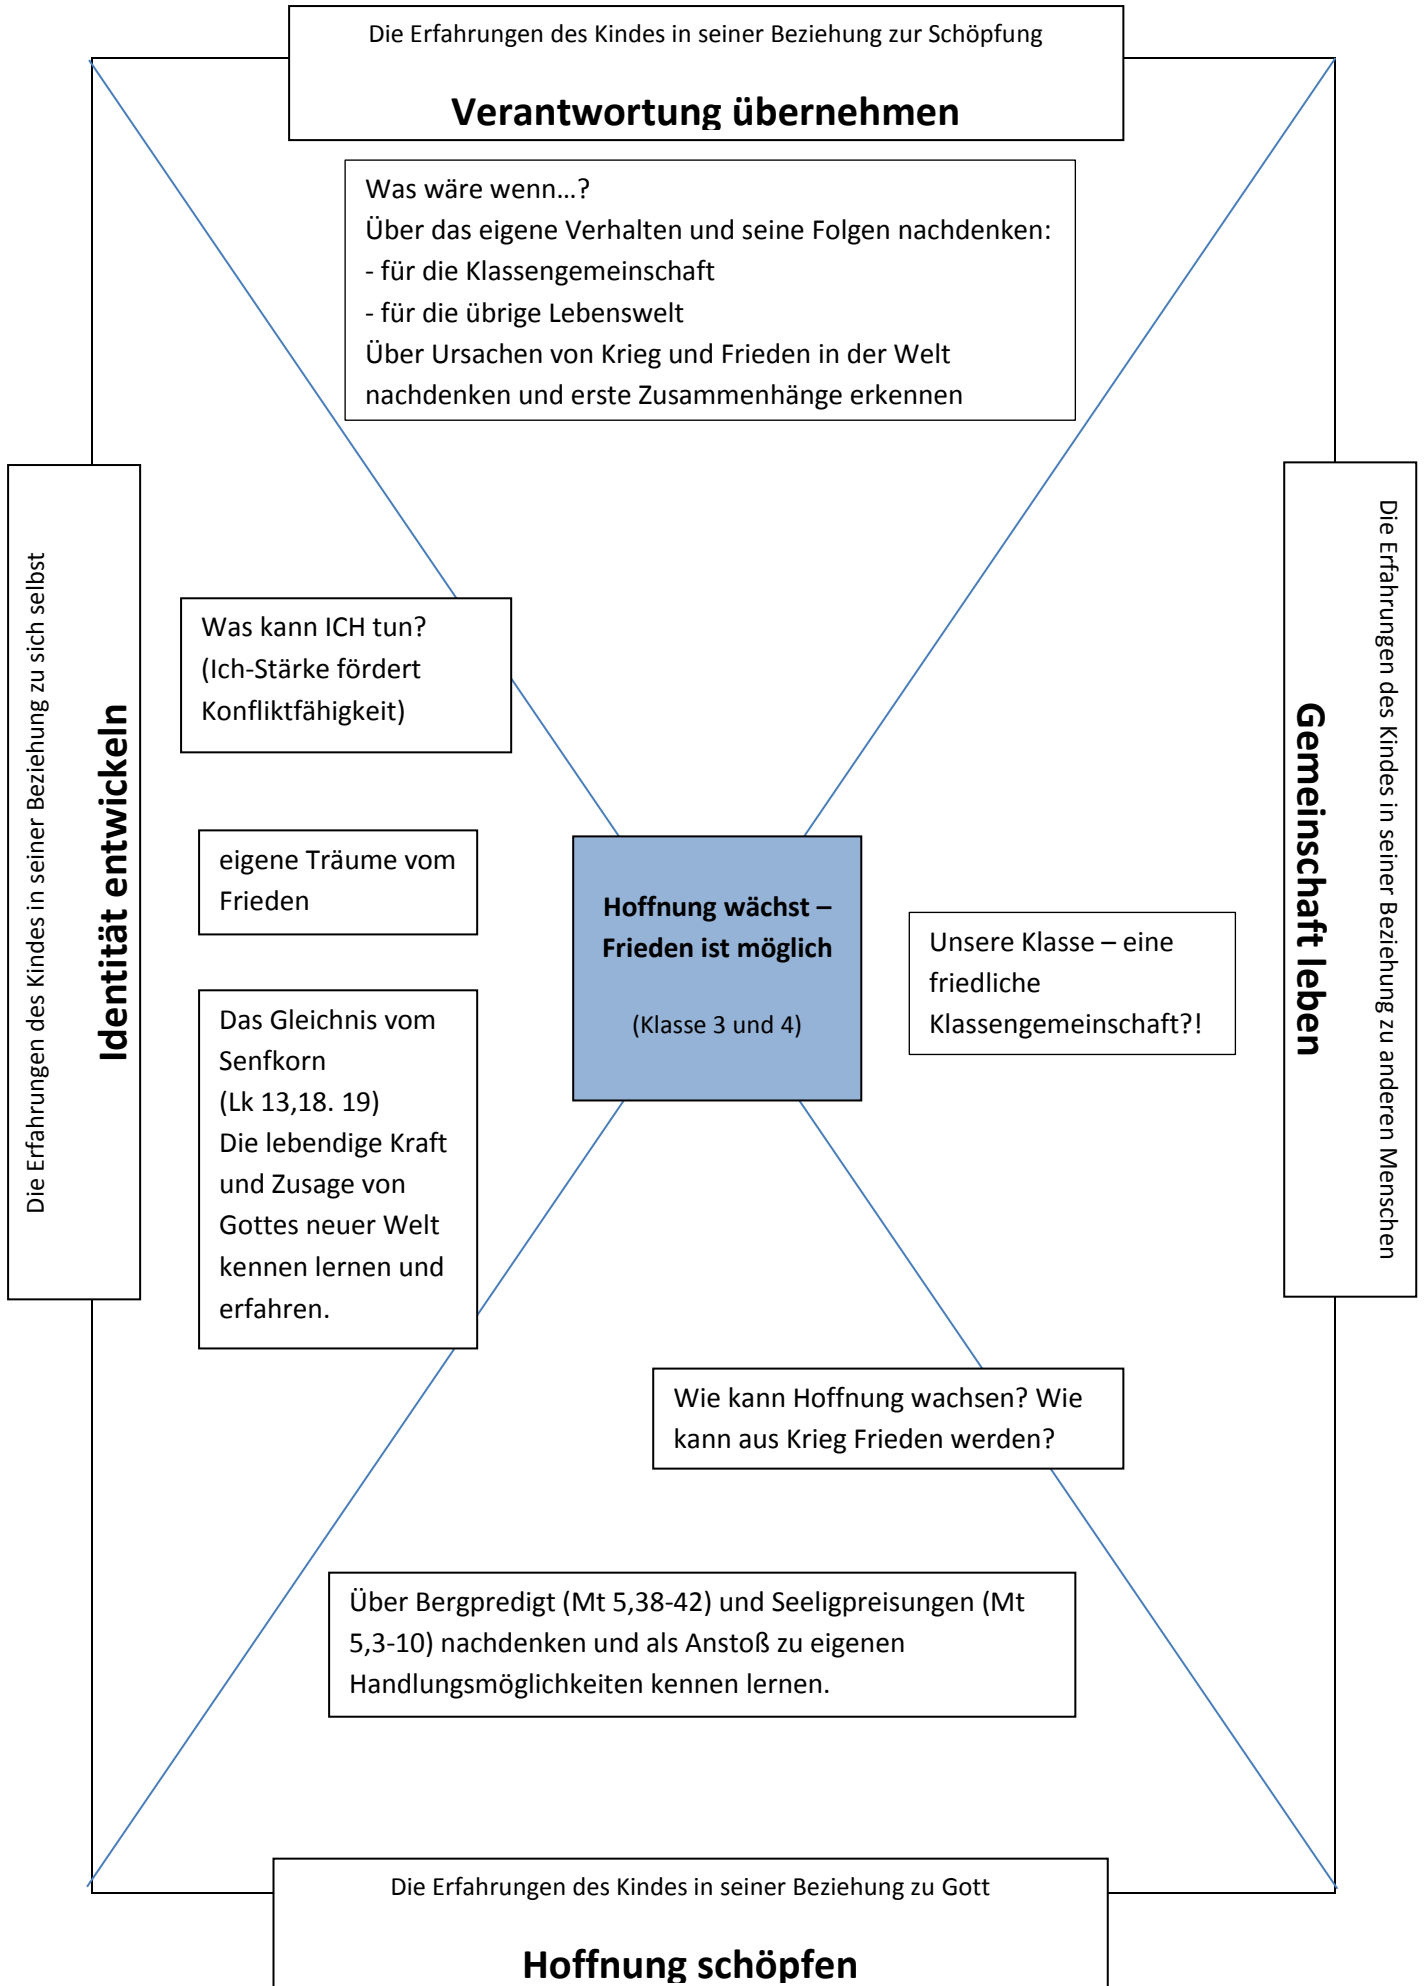 Die Erfahrungen des Kindes in seiner Beziehung zur Schöpfung
Verantwortung übernehmen
Was wäre wenn...?
Über das eigene Verhalten und seine Folgen nachdenken:
- für die Klassengemeinschaft
- für die übrige Lebenswelt
Über Ursachen von Krieg und Frieden in der Welt
nachdenken und erste Zusammenhänge erkennen
Die Erfahrungen des Kindes in seiner Beziehung zu sich selbst
Identität entwickeln
Was kann ICH tun?
(Ich-Stärke fördert
Konfliktfähigkeit)
eigene Träume vom
Frieden
Das Gleichnis vom
Senfkorn
(Lk 13,18. 19)
Die lebendige Kraft
und Zusage von
Gottes neuer Welt
kennen lernen und
erfahren.
Hoffnung wächst –
Frieden ist möglich
(Klasse 3 und 4)
Unsere Klasse – eine
friedliche
Klassengemeinschaft?!
Die Erfahrungen des Kindes in seiner Beziehung zu anderen Menschen
Gemeinschaft leben
Wie kann Hoffnung wachsen? Wie
kann aus Krieg Frieden werden?
Über Bergpredigt (Mt 5,38-42) und Seeligpreisungen (Mt
5,3-10) nachdenken und als Anstoß zu eigenen
Handlungsmöglichkeiten kennen lernen.
Die Erfahrungen des Kindes in seiner Beziehung zu Gott
Hoffnung schöpfen